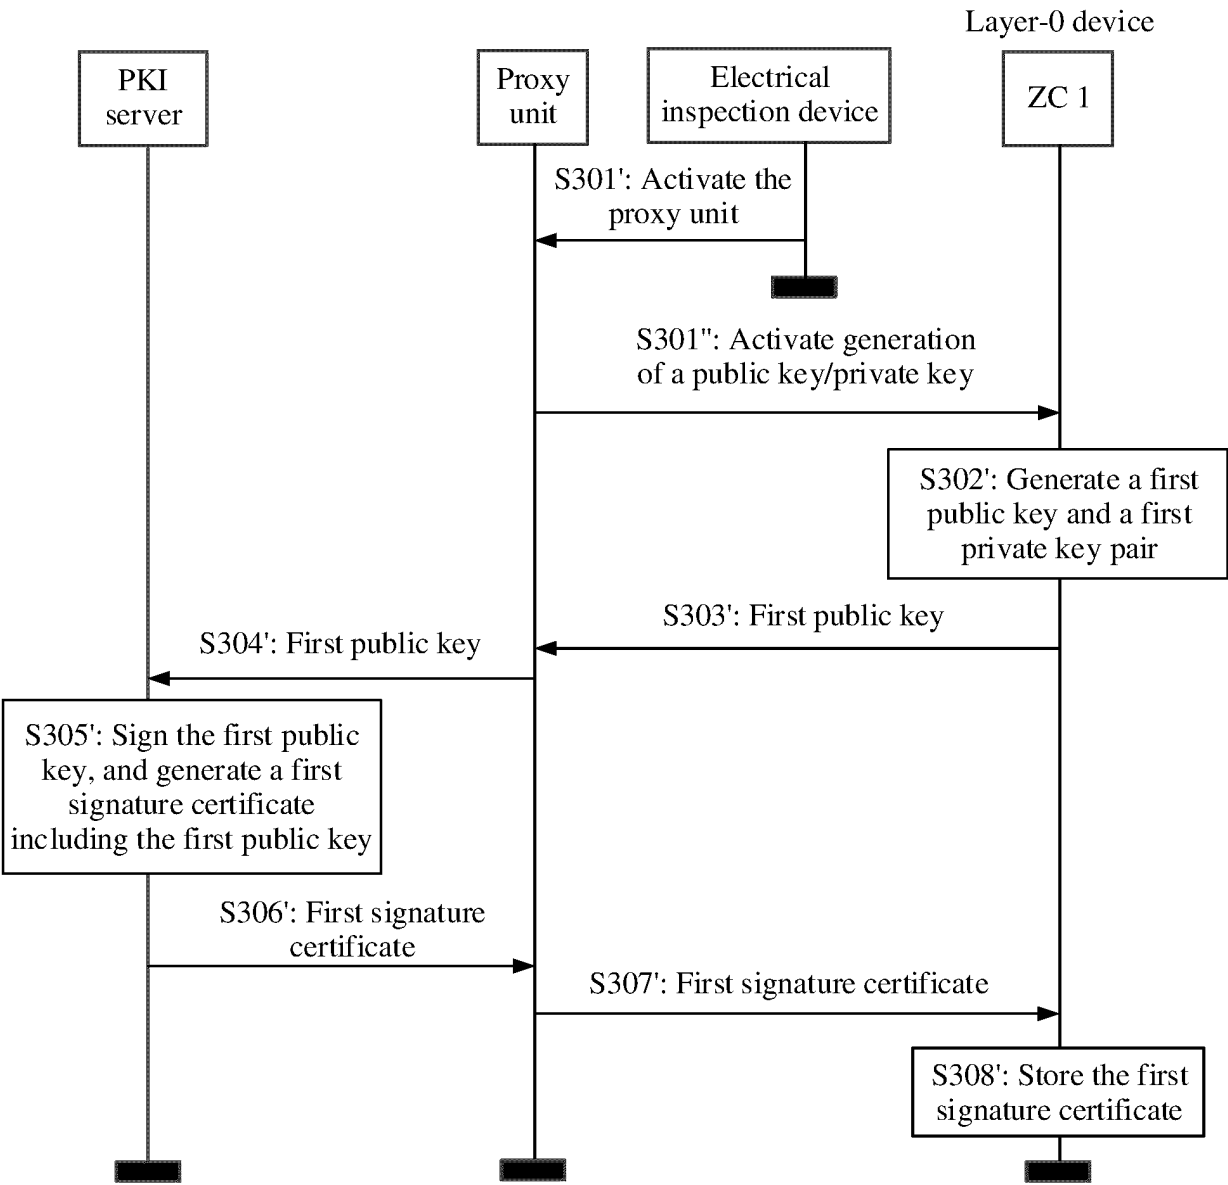 Layer-0 device
PKI
server
Proxy
unit
Electrical
inspection device
ZC 1
S301': Activate the
proxy unit
S301'': Activate generation
of a public key/private key
S302': Generate a first
public key and a first
private key pair
S303': First public key
S304': First public key
S305': Sign the first public
key, and generate a first
signature certificate
including the first public key
S306': First signature
certificate
S307': First signature certificate
S308': Store the first
signature certificate